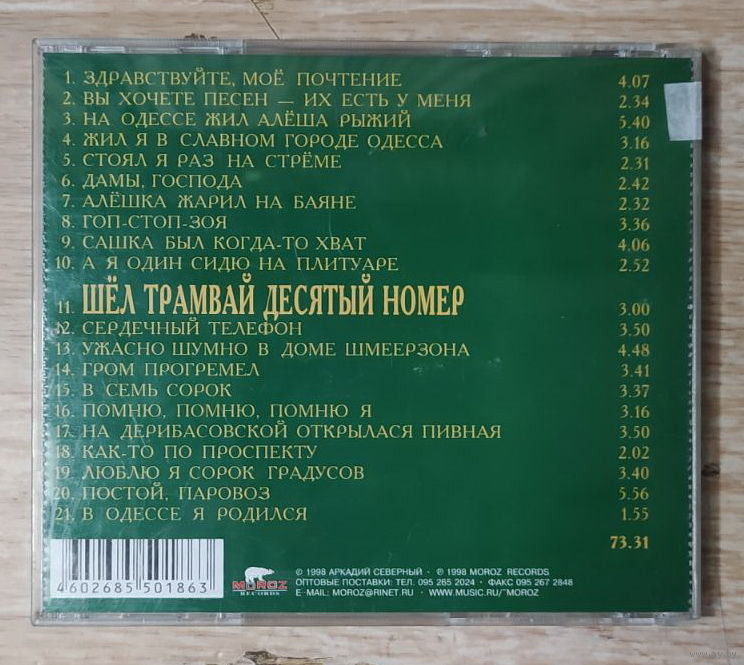 1. ЗДРАВСТВУЙТЕ, МОЁ ПОЧТЕНИЕ 4.07
2. ВЫ ХОЧЕТЕ ПЕСЕН — ИХ ЕСТЬ У МЕНЯ 2.34
3. НА ОДЕССЕ ЖИЛ АЛЁША РЫЖИЙ 5.40
4. ЖИЛ Я В СЛАВНОМ ГОРОДЕ ОДЕССА 3.16
5. СТОЯЛ Я РАЗ НА СТРЁМЕ 2.31
6. ДАМЫ, ГОСПОДА 2.42
7. АЛЁШКА ЖАРИЛ НА БАЯНЕ 2.32
8. ГОП-СТОП-ЗОЯ 3.36
9. САШКА БЫЛ КОГДА-ТО ХВАТ 4.06
10. А Я ОДИН СИДЮ НА ПЛИТУАРЕ 2.52
11. ШЁЛ ТРАМВАЙ ДЕСЯТЫЙ НОМЕР 3.00
12. СЕРДЕЧНЫЙ ТЕЛЕФОН 3.50
13. УЖАСНО ШУМНО В ДОМЕ ШМЕЕРЗОНА 4.48
14. ГРОМ ПРОГРЕМЕЛ 3.41
15. В СЕМЬ СОРОК 3.37
16. ПОМНЮ, ПОМНЮ, ПОМНЮ Я 3.16
17. НА ДЕРИБАСОВСКОЙ ОТКРЫЛАСЯ ПИВНАЯ 3.50
18. КАК-ТО ПО ПРОСПЕКТУ 2.02
19. ЛЮБЛЮ Я СОРОК ГРАДУСОВ 3.40
20. ПОСТОЙ, ПАРОВОЗ 5.56
21. В ОДЕССЕ Я РОДИЛСЯ 1.55
73.31
4602685501863
MOROZ
RECORDS
© 1998 АРКАДИЙ СЕВЕРНЫЙ · ℗ 1998 MOROZ RECORDS
ОПТОВЫЕ ПОСТАВКИ: ТЕЛ. 095 265 2024 · ФАКС 095 267 2848
E-MAIL: MOROZ@RINET.RU · WWW.MUSIC.RU/~MOROZ